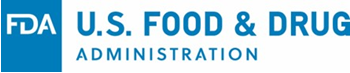 FDA U.S. FOOD & DRUG
ADMINISTRATION